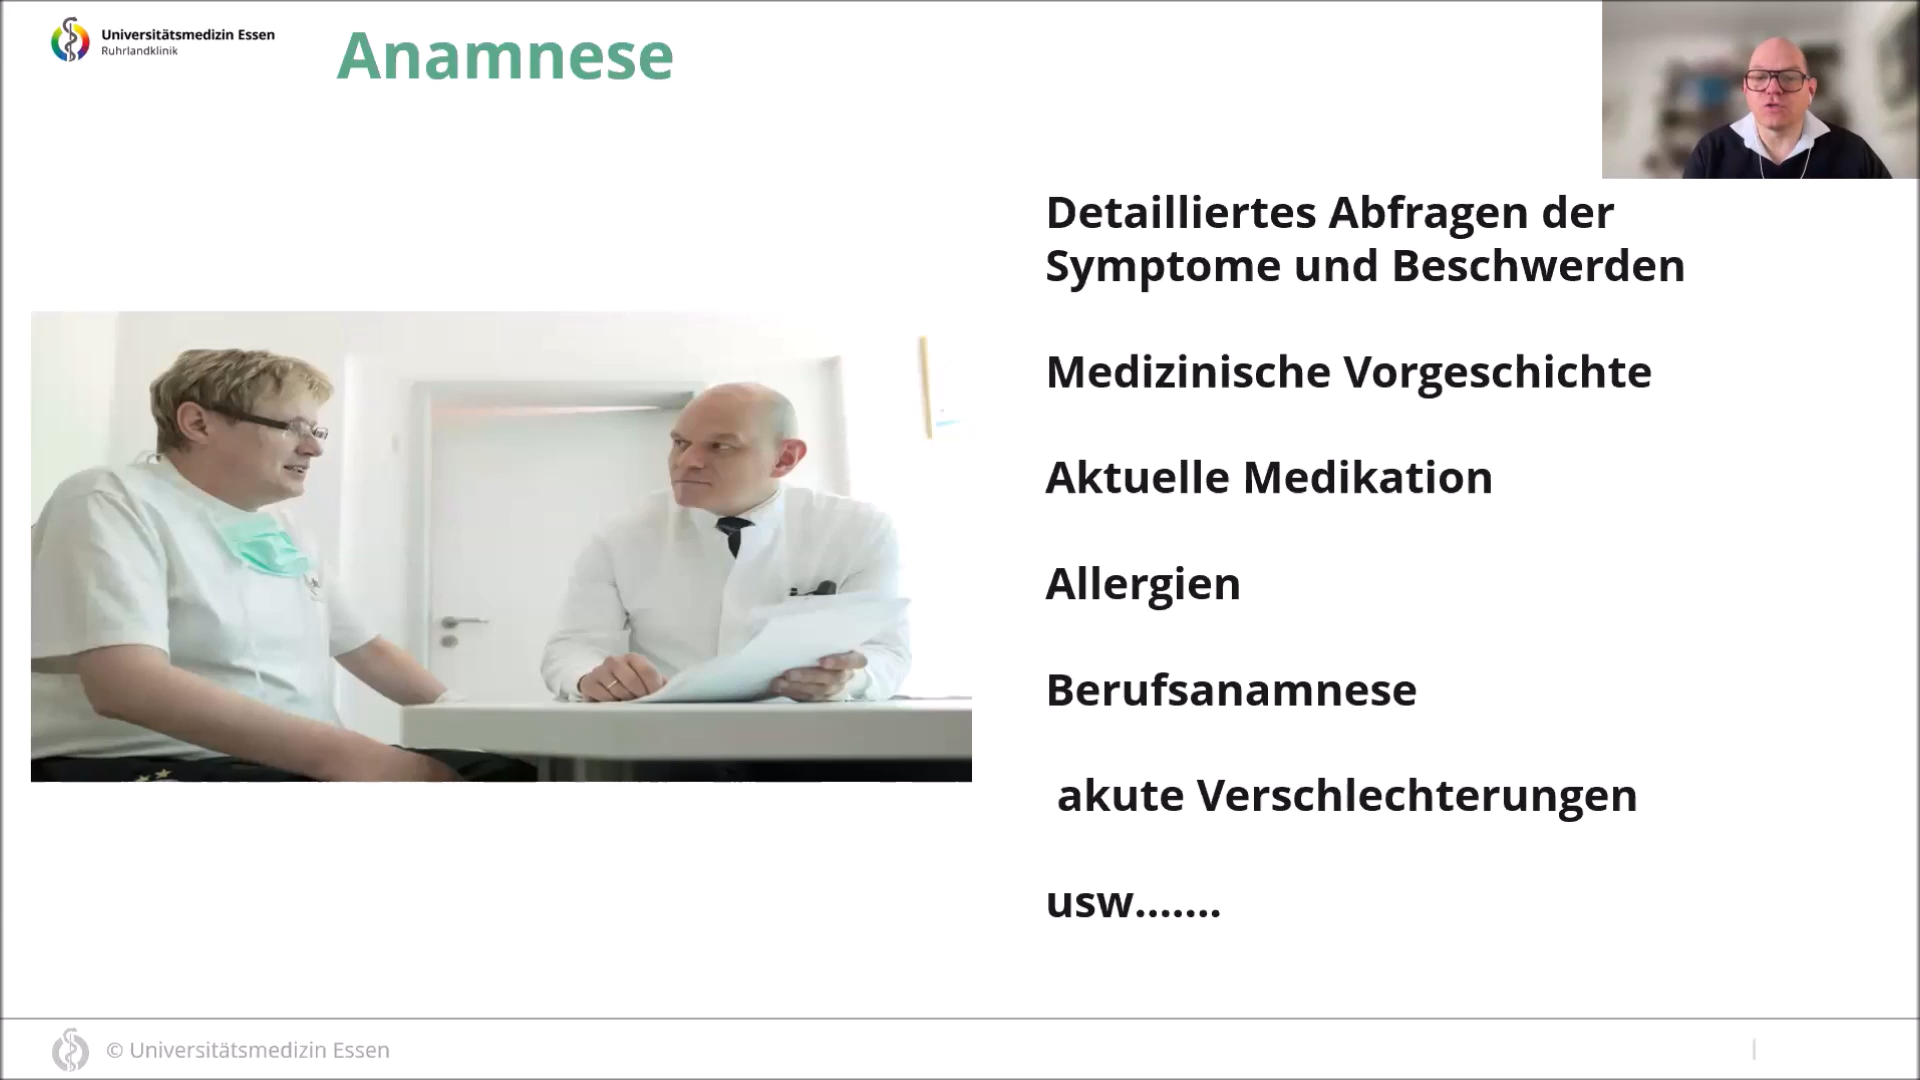 Universitätsmedizin Essen
Ruhrlandklinik
Anamnese
Detailliertes Abfragen der
Symptome und Beschwerden
Medizinische Vorgeschichte
Aktuelle Medikation
Allergien
Berufsanamnese
akute Verschlechterungen
usw.......
© Universitätsmedizin Essen